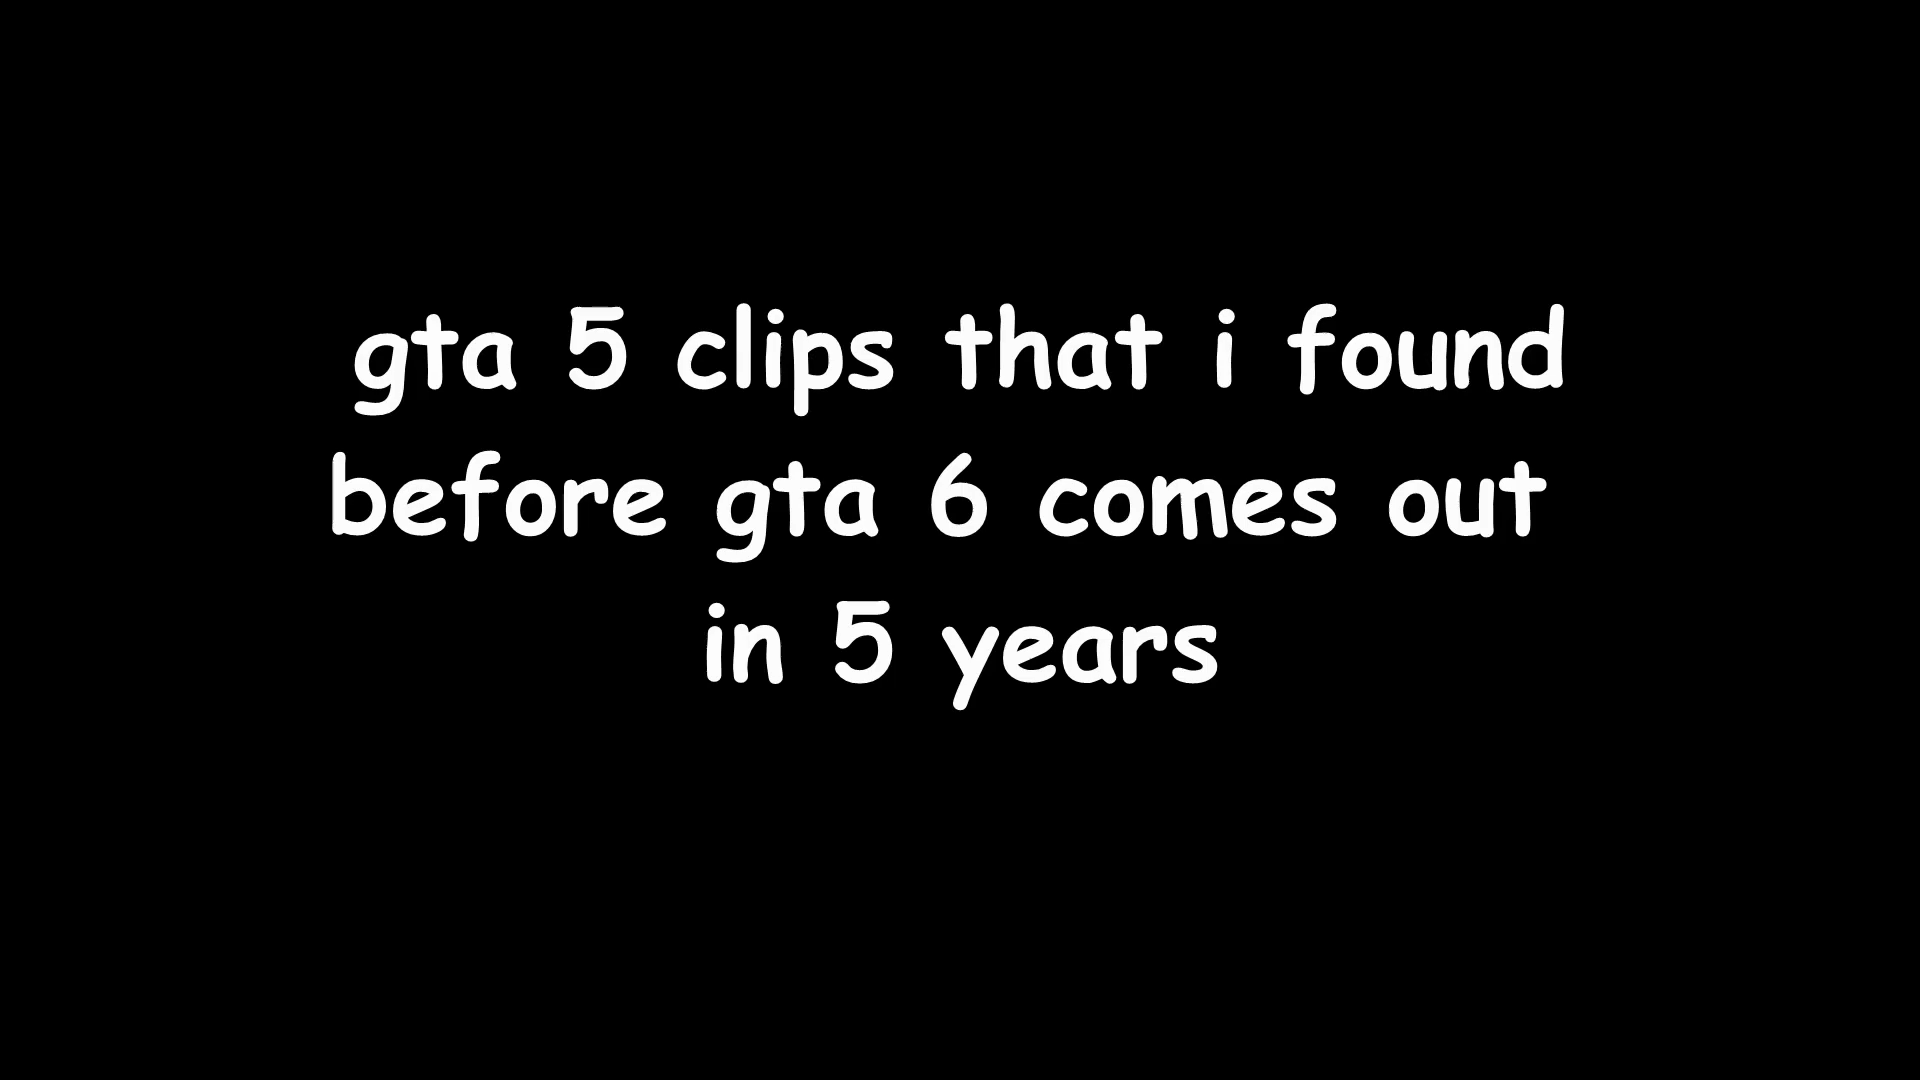 gta 5 clips that i found
before gta 6 comes out
in 5 years